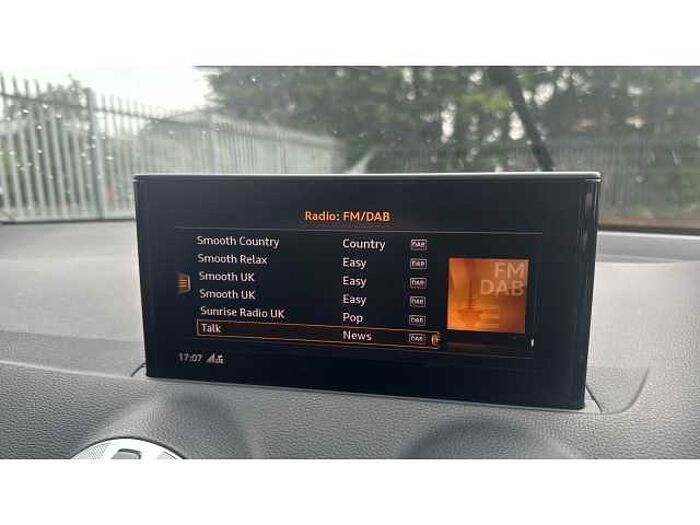 Radio: FM/DAB
Smooth Country Country DAB
Smooth Relax Easy DAB
Smooth UK Easy DAB
Smooth UK Easy DAB
Sunrise Radio UK Pop DAB
Talk News DAB
FM
DAB
17:07